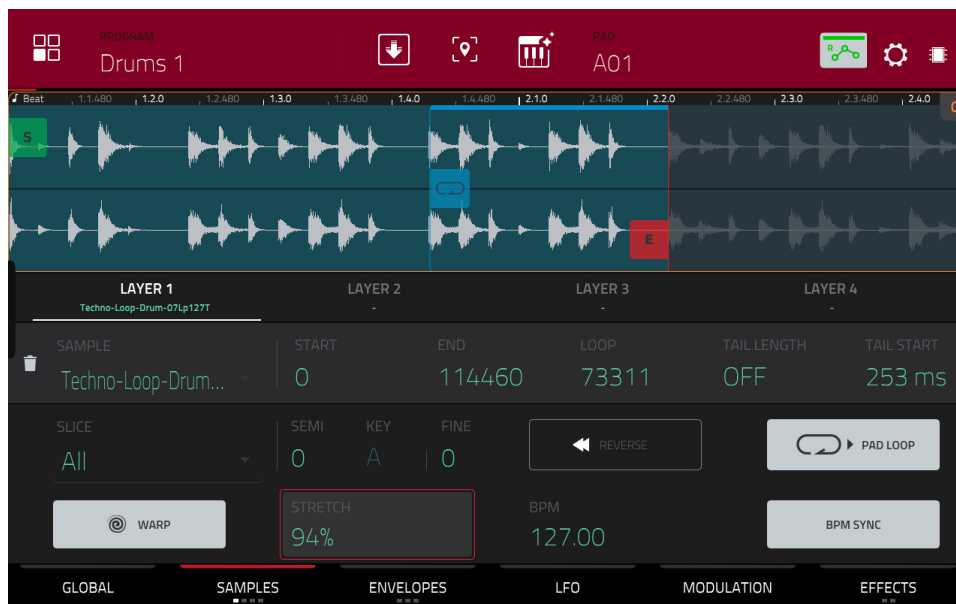 PROGRAM
Drums 1
PAD
A01
Beat 1.1.480 1.2.0 1.2.480 1.3.0 1.3.480 1.4.0 1.4.480 2.1.0 2.1.480 2.2.0 2.2.480 2.3.0 2.3.480 2.4.0
S
E
LAYER 1 LAYER 2 LAYER 3 LAYER 4
Techno-Loop-Drum-07Lp127T - - -
SAMPLE START END LOOP TAIL LENGTH TAIL START
Techno-Loop-Drum... 0 114460 73311 OFF 253 ms
SLICE SEMI KEY FINE
All 0 A 0
REVERSE
PAD LOOP
WARP
STRETCH
94%
BPM
127.00
BPM SYNC
GLOBAL SAMPLES ENVELOPES LFO MODULATION EFFECTS